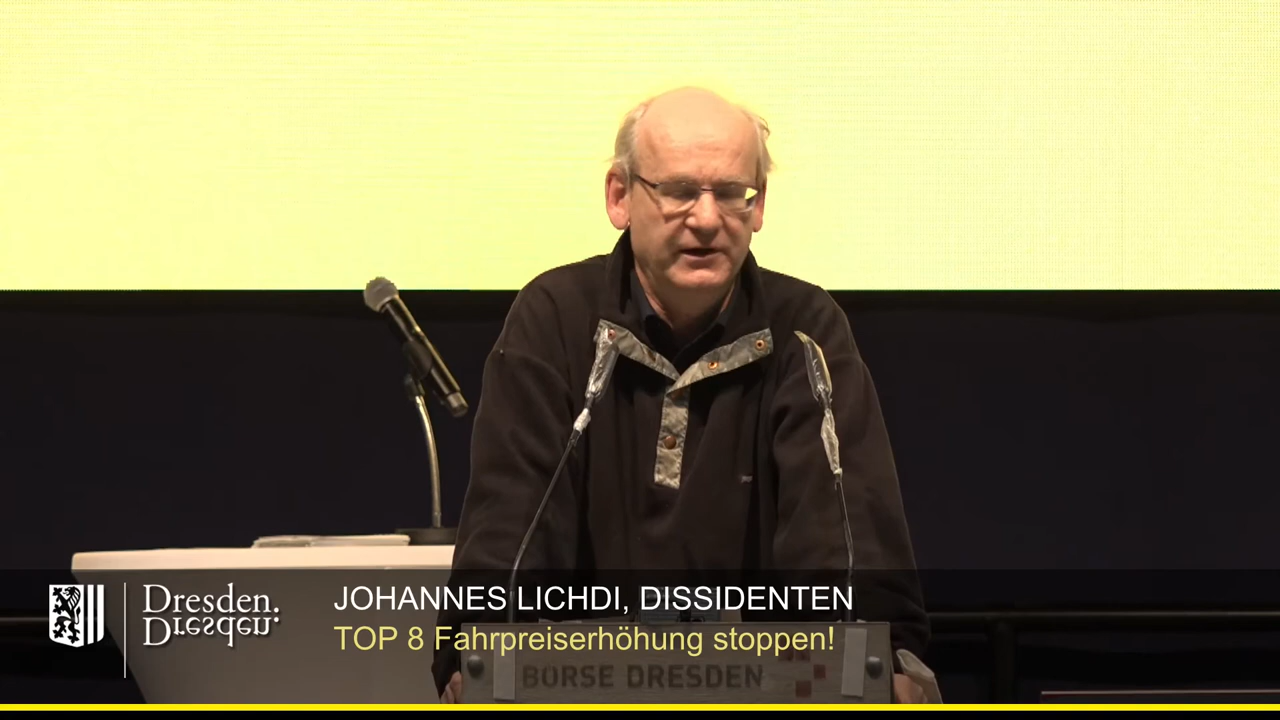 JOHANNES LICHDI, DISSIDENTEN
Dresden.
Dresden.
TOP 8 Fahrpreiserhöhung stoppen!
BÖRSE DRESDEN